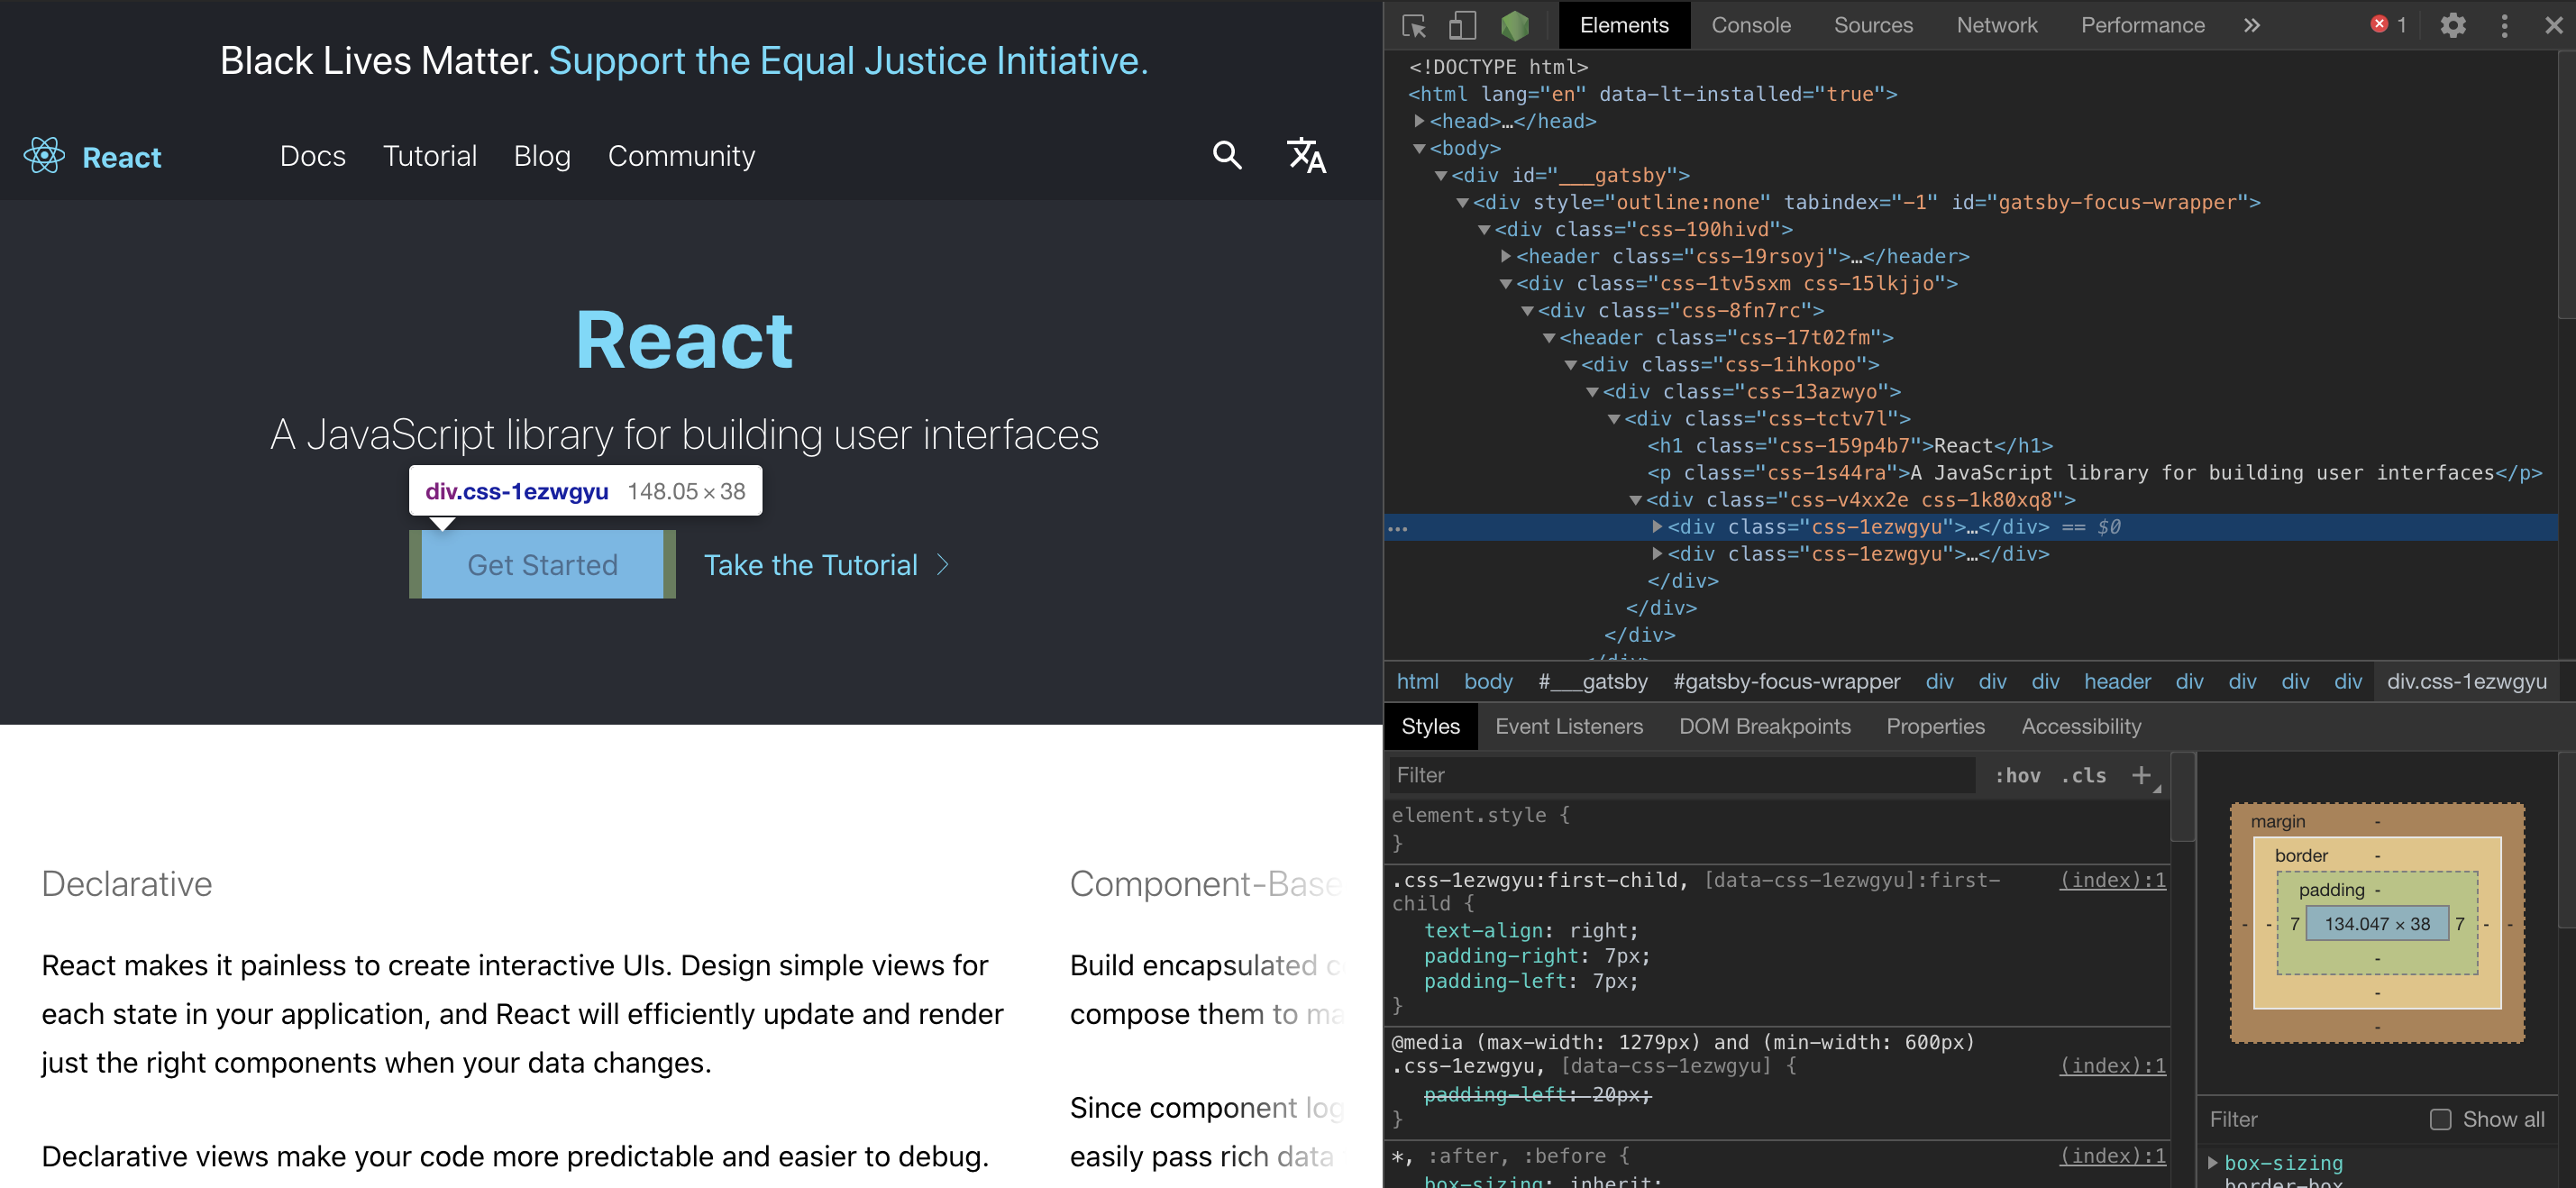 Black Lives Matter. Support the Equal Justice Initiative.
React
Docs Tutorial Blog Community
React
A JavaScript library for building user interfaces
div.css-1ezwgyu 148.05 × 38
Get Started
Take the Tutorial
Declarative
React makes it painless to create interactive UIs. Design simple views for
each state in your application, and React will efficiently update and render
just the right components when your data changes.
Declarative views make your code more predictable and easier to debug.
Component-Base
Build encapsulated c
compose them to ma
Since component log
easily pass rich data
Elements Console Sources Network Performance 1
<!DOCTYPE html>
<html lang="en" data-lt-installed="true">
<head>…</head>
<body>
<div id="___gatsby">
<div style="outline:none" tabindex="-1" id="gatsby-focus-wrapper">
<div class="css-190hivd">
<header class="css-19rsoyj">…</header>
<div class="css-1tv5sxm css-15lkjjo">
<div class="css-8fn7rc">
<header class="css-17t02fm">
<div class="css-1ihkopo">
<div class="css-13azwyo">
<div class="css-tctv7l">
<h1 class="css-159p4b7">React</h1>
<p class="css-1s44ra">A JavaScript library for building user interfaces</p>
<div class="css-v4xx2e css-1k80xq8">
<div class="css-1ezwgyu">…</div> == $0
<div class="css-1ezwgyu">…</div>
</div>
</div>
</div>
</div>
html body #___gatsby #gatsby-focus-wrapper div div div header div div div div div.css-1ezwgyu
Styles Event Listeners DOM Breakpoints Properties Accessibility
Filter :hov .cls +
element.style {
}
.css-1ezwgyu:first-child, [data-css-1ezwgyu]:first- (index):1
child {
text-align: right;
padding-right: 7px;
padding-left: 7px;
}
@media (max-width: 1279px) and (min-width: 600px)
.css-1ezwgyu, [data-css-1ezwgyu] { (index):1
padding-left: 20px;
}
*, :after, :before { (index):1
box-sizing: inherit;
margin -
border -
padding -
- - 7 134.047 × 38 7 - -
-
-
-
Filter Show all
box-sizing
border-box